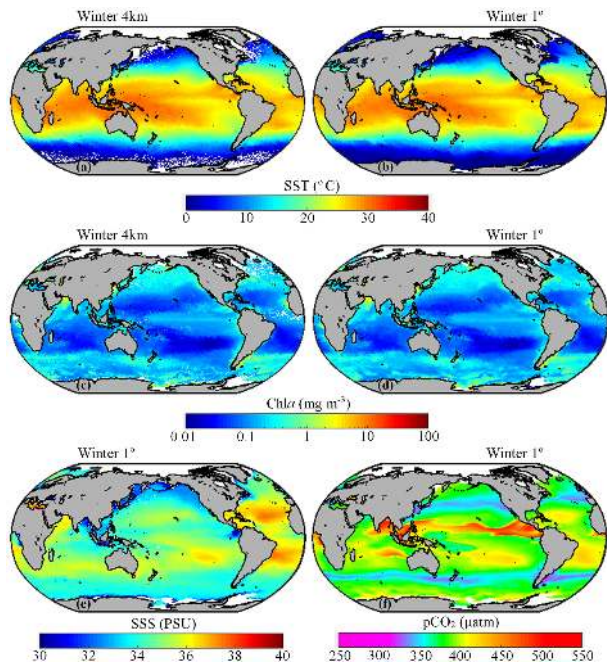 Winter 4km
Winter 1°
(a)
(b)
SST (°C)
0 10 20 30 40
Winter 4km
Winter 1°
(c)
(d)
Chla (mg m⁻³)
0.01 0.1 1 10 100
Winter 1°
Winter 1°
(e)
(f)
SSS (PSU)
pCO₂ (μatm)
30 32 34 36 38 40
250 300 350 400 450 500 550